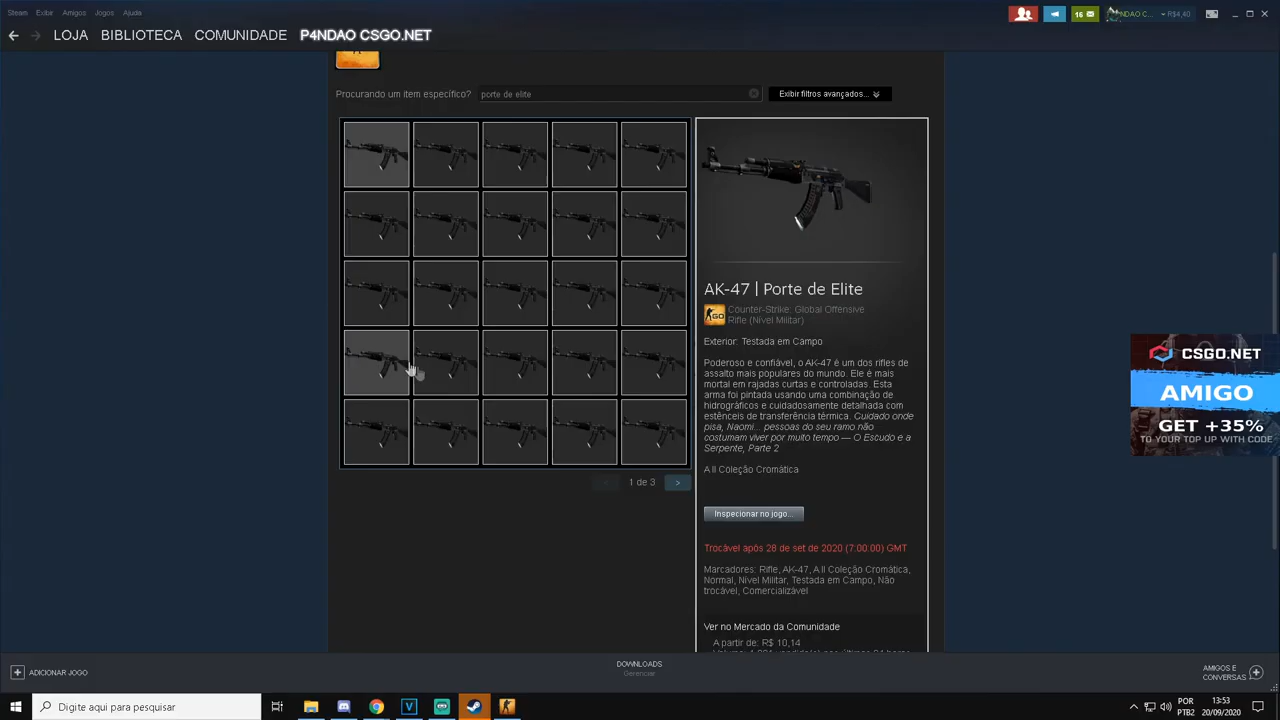 Steam Exibir Amigos Jogos Ajuda
16
P4NDAO C... R$4,40
LOJA BIBLIOTECA COMUNIDADE P4NDAO CSGO.NET
Procurando um item específico? porte de elite Exibir filtros avançados...
1 de 3 >
AK-47 | Porte de Elite
GO
Counter-Strike: Global Offensive
Rifle (Nível Militar)
Exterior: Testada em Campo
Poderoso e confiável, o AK-47 é um dos rifles de
assalto mais populares do mundo. Ele é mais
mortal em rajadas curtas e controladas. Esta
arma foi pintada usando uma combinação de
hidrográficos e cuidadosamente detalhada com
estênceis de transferência térmica. Cuidado onde
pisa, Naomi... pessoas do seu ramo não
costumam viver por muito tempo — O Escudo e a
Serpente, Parte 2
A II Coleção Cromática
Inspecionar no jogo...
Trocável após 28 de set de 2020 (7:00:00) GMT
Marcadores: Rifle, AK-47, A II Coleção Cromática,
Normal, Nível Militar, Testada em Campo, Não
trocável, Comercializável
Ver no Mercado da Comunidade
A partir de: R$ 10,14
CSGO.NET
AMIGO
GET +35%
TO YOUR TOP UP WITH CODE
ADICIONAR JOGO
DOWNLOADS
Gerenciar
AMIGOS E
CONVERSAS
Digite aqui para pesquisar
POR
PTB2
13:53
20/09/2020